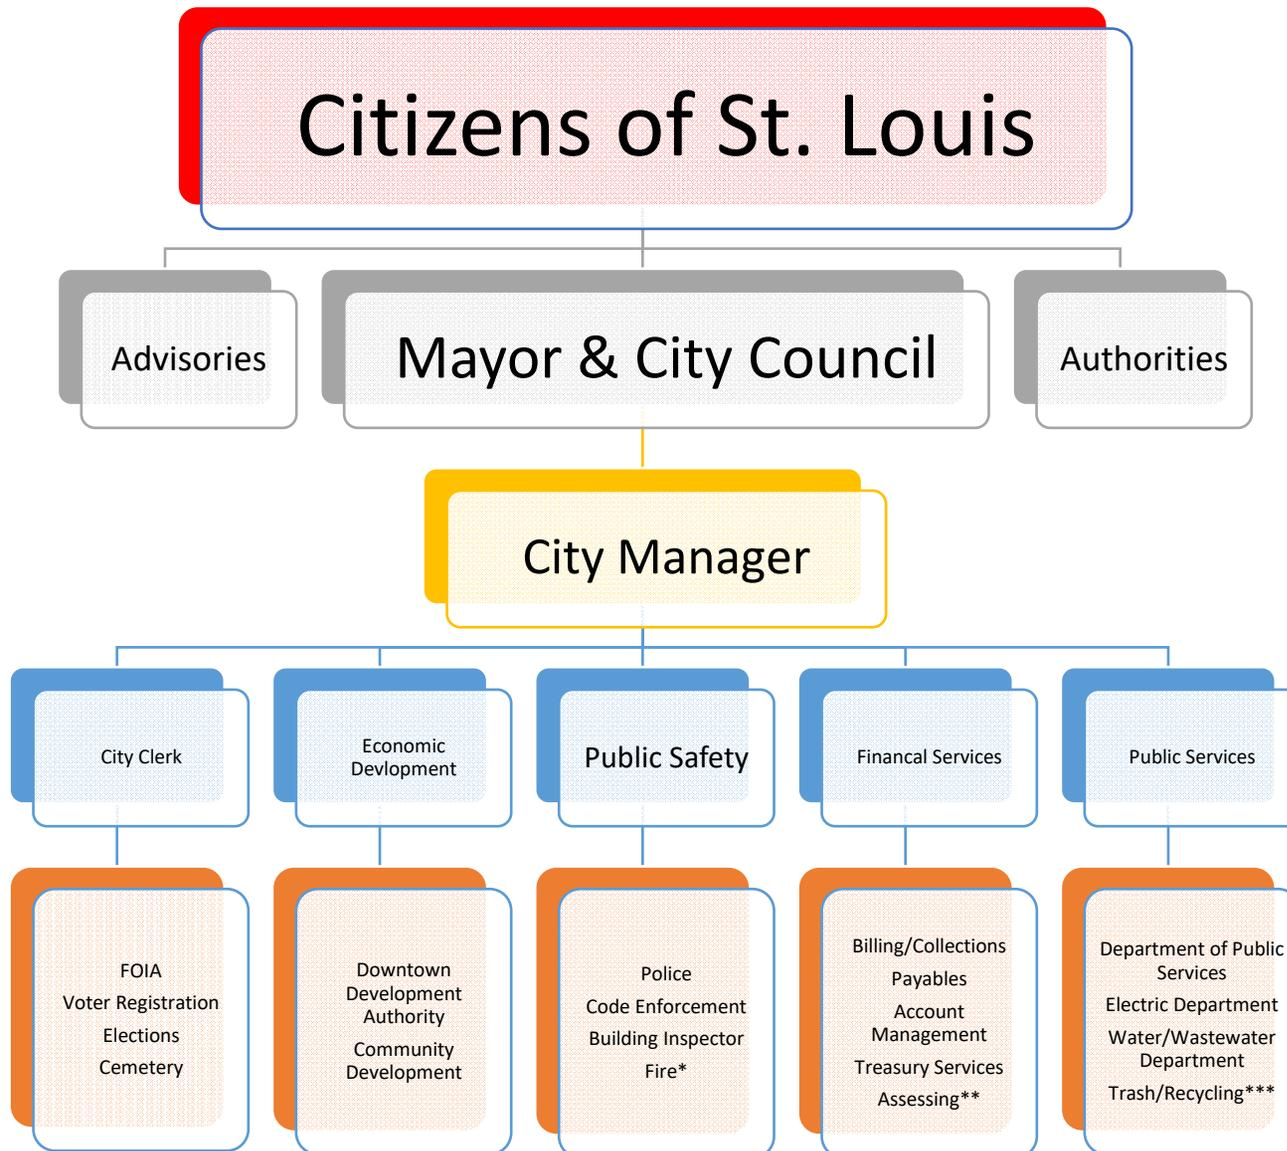 Citizens of St. Louis
Advisories
Mayor & City Council
Authorities
City Manager
City Clerk
Economic
Devlopment
Public Safety
Financal Services
Public Services
FOIA
Voter Registration
Elections
Cemetery
Downtown
Development
Authority
Community
Development
Police
Code Enforcement
Building Inspector
Fire*
Billing/Collections
Payables
Account
Management
Treasury Services
Assessing**
Department of Public
Services
Electric Department
Water/Wastewater
Department
Trash/Recycling***